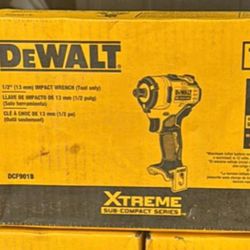 DEWALT
1/2" (13 mm) IMPACT WRENCH (Tool only)
LLAVE DE IMPACTO DE 13 mm (1/2 pulg)
(Solo herramienta)
CLÉ À CHOC DE 13 mm (1/2 po)
(Outil seulement)
DCF901B
XTREME
SUB-COMPACT SERIES